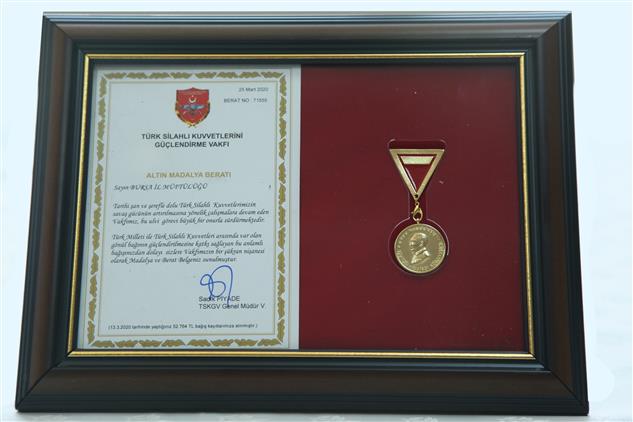 25 Mart 2020
BERAT NO : 71555
TÜRK SİLAHLI KUVVETLERİNİ
GÜÇLENDİRME VAKFI
ALTIN MADALYA BERATI
Sayın BURSA İL MÜFTÜLÜĞÜ
Tarihi şan ve şerefle dolu Türk Silahlı Kuvvetlerimizin
savaş gücünün artırılmasına yönelik çalışmalara devam eden
Vakfımız, bu ulvi görevi büyük bir onurla sürdürmektedir.
Türk Milleti ile Türk Silahlı Kuvvetleri arasında var olan
gönül bağının güçlendirilmesine katkı sağlayan bu anlamlı
bağışınızdan dolayı sizlere Vakfımızın bir şükran nişanesi
olarak Madalya ve Berat Belgeniz sunulmuştur.
Sadık PİYADE
TSKGV Genel Müdür V.
(13.3.2020 tarihinde yaptığınız 52.764 TL bağış kayıtlarımıza alınmıştır.)